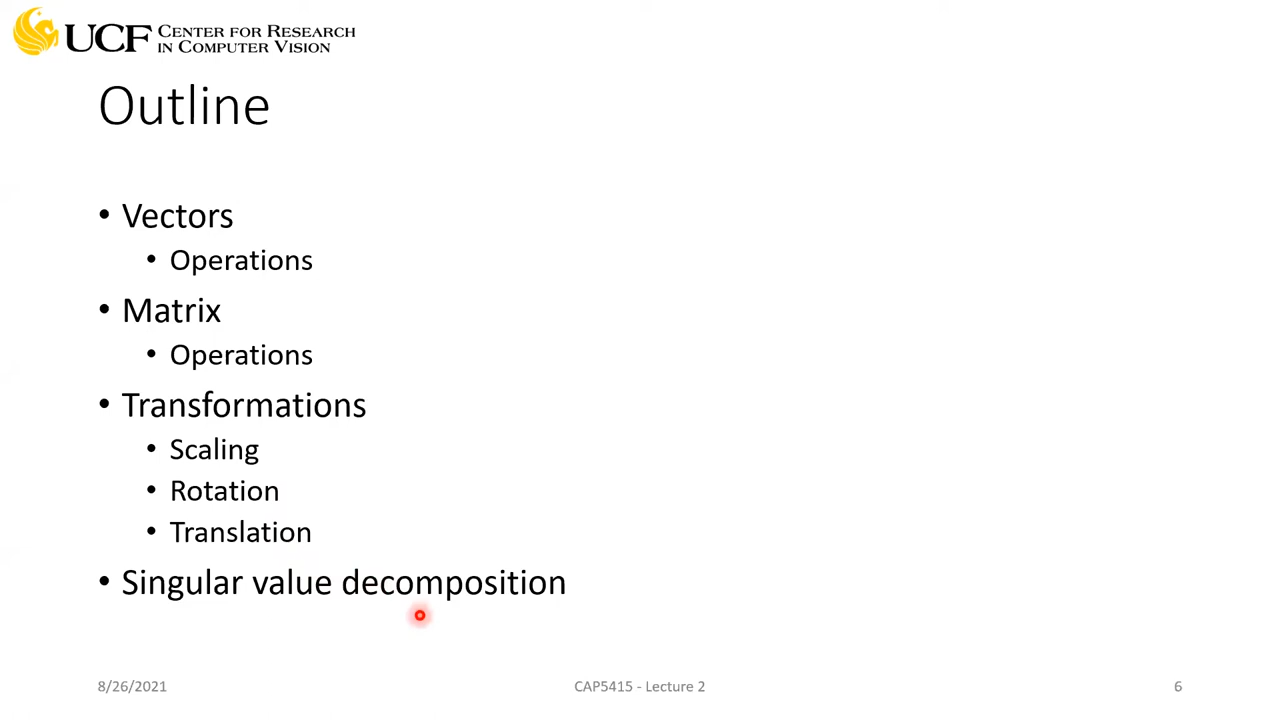 UCF CENTER FOR RESEARCH
IN COMPUTER VISION
Outline
• Vectors
• Operations
• Matrix
• Operations
• Transformations
• Scaling
• Rotation
• Translation
• Singular value decomposition
8/26/2021 CAP5415 - Lecture 2 6